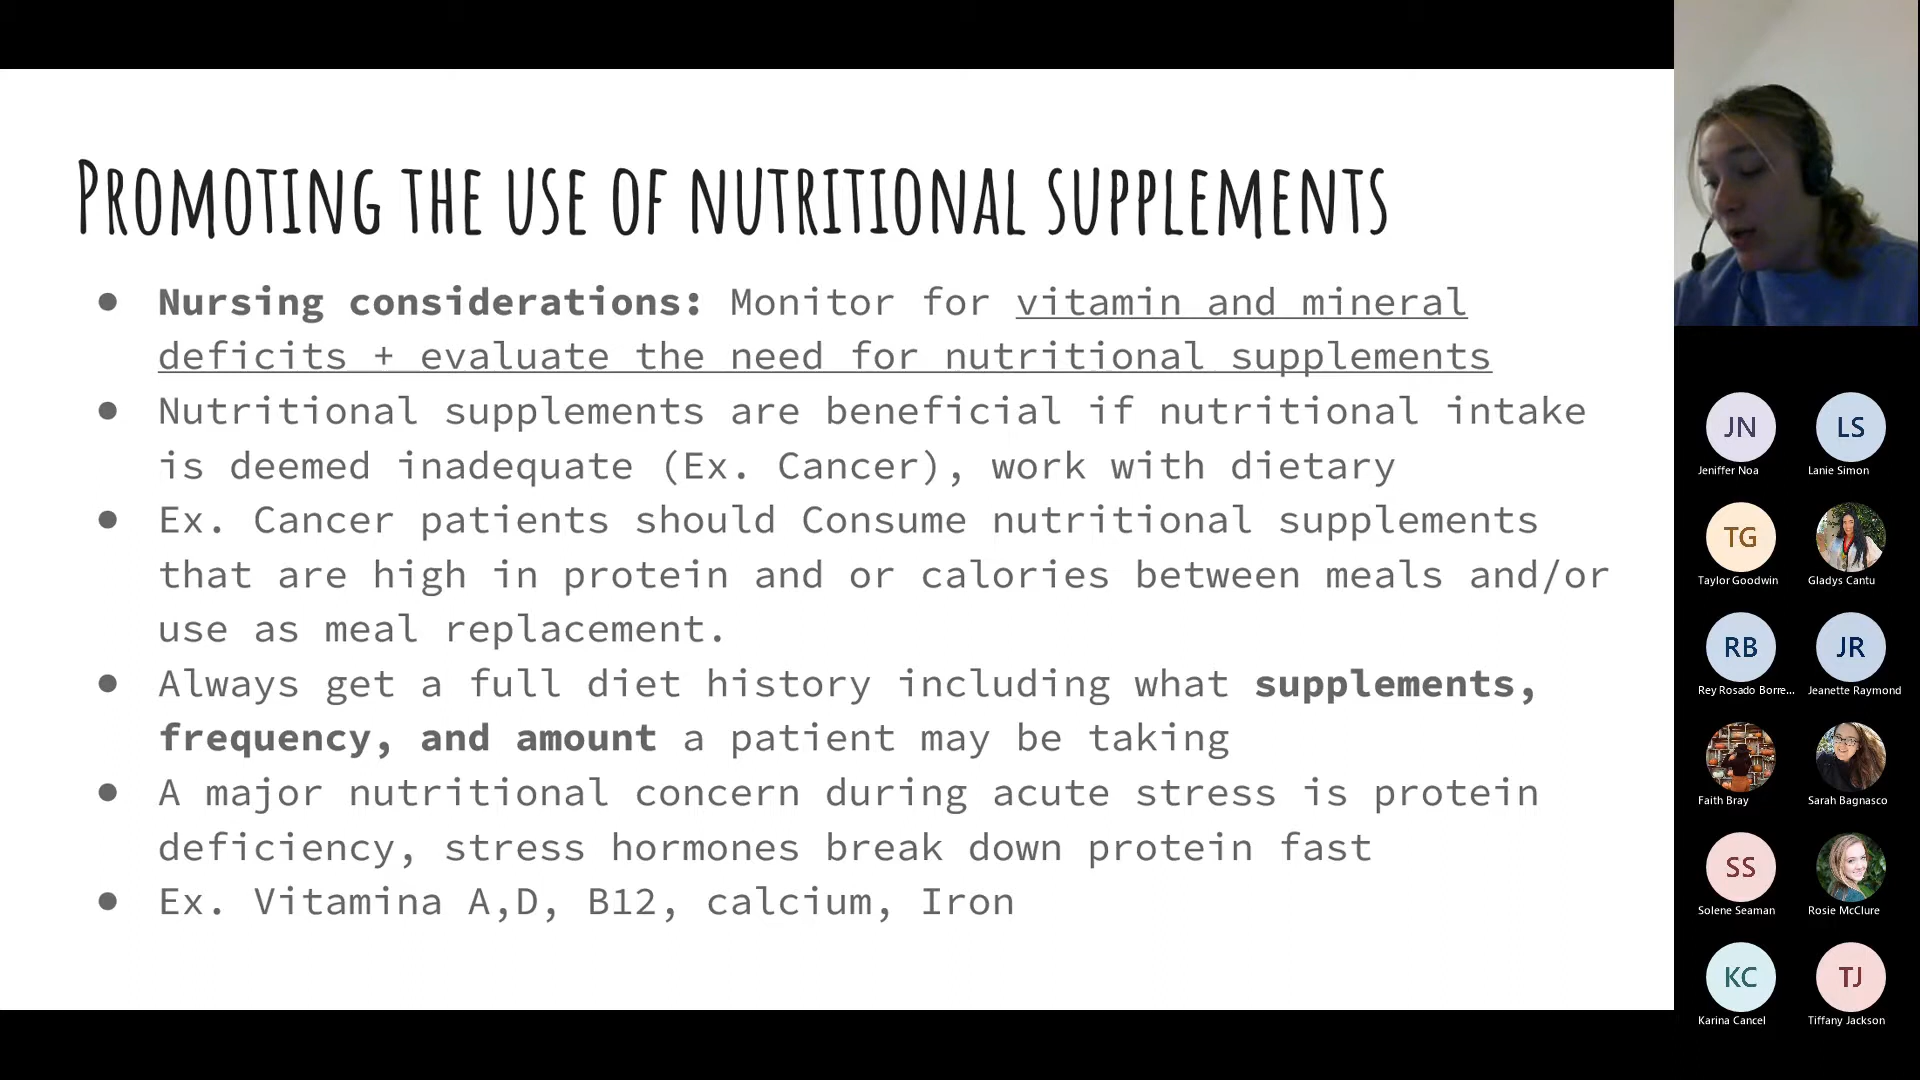 Promoting the use of nutritional supplements
● Nursing considerations: Monitor for vitamin and mineral
deficits + evaluate the need for nutritional supplements
● Nutritional supplements are beneficial if nutritional intake
is deemed inadequate (Ex. Cancer), work with dietary
● Ex. Cancer patients should Consume nutritional supplements
that are high in protein and or calories between meals and/or
use as meal replacement.
● Always get a full diet history including what supplements,
frequency, and amount a patient may be taking
● A major nutritional concern during acute stress is protein
deficiency, stress hormones break down protein fast
● Ex. Vitamina A,D, B12, calcium, Iron
JN LS
Jeniffer Noa Lanie Simon
TG
Taylor Goodwin Gladys Cantu
RB JR
Rey Rosado Borre... Jeanette Raymond
Faith Bray Sarah Bagnasco
SS
Solene Seaman Rosie McClure
KC TJ
Karina Cancel Tiffany Jackson